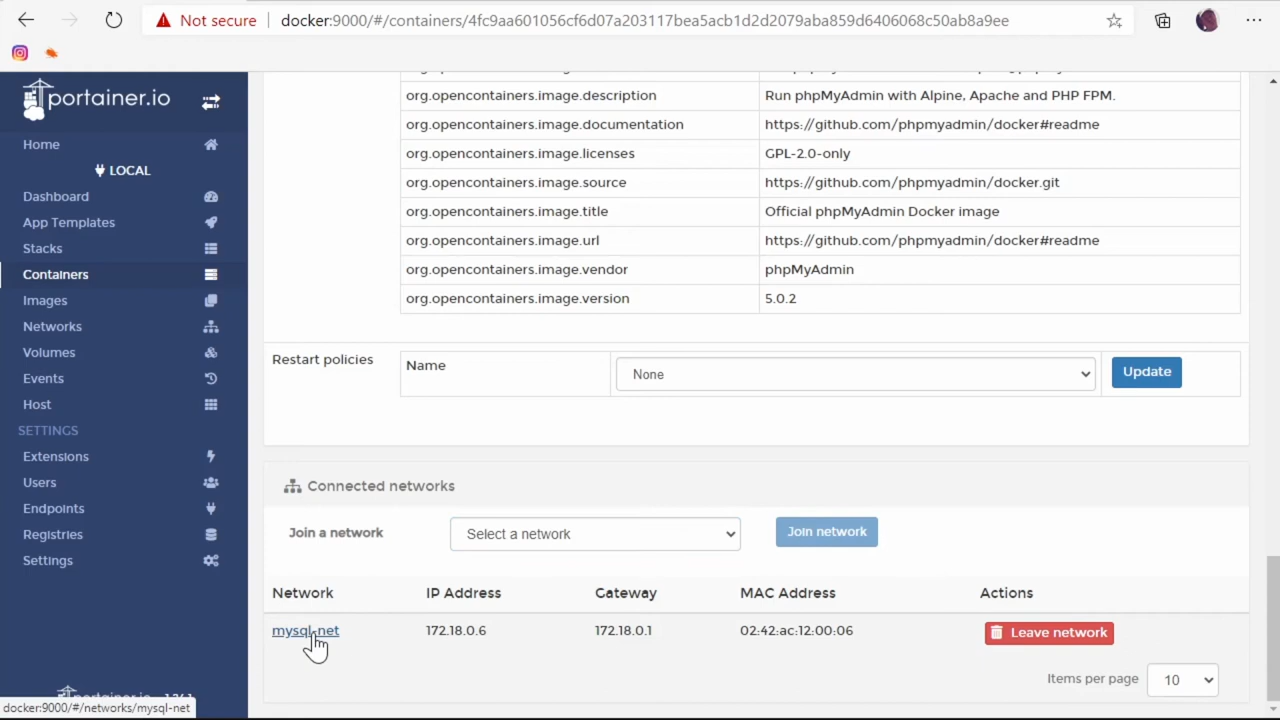 Not secure
docker:9000/#/containers/4fc9aa601056cf6d07a203117bea5acb1d2d2079aba859d6406068c50ab8a9ee
portainer.io
Home
LOCAL
Dashboard
App Templates
Stacks
Containers
Images
Networks
Volumes
Events
Host
SETTINGS
Extensions
Users
Endpoints
Registries
Settings
portainer.io
docker:9000/#/networks/mysql-net
org.opencontainers.image.description Run phpMyAdmin with Alpine, Apache and PHP FPM.
org.opencontainers.image.documentation https://github.com/phpmyadmin/docker#readme
org.opencontainers.image.licenses GPL-2.0-only
org.opencontainers.image.source https://github.com/phpmyadmin/docker.git
org.opencontainers.image.title Official phpMyAdmin Docker image
org.opencontainers.image.url https://github.com/phpmyadmin/docker#readme
org.opencontainers.image.vendor phpMyAdmin
org.opencontainers.image.version 5.0.2
Restart policies Name None Update
Connected networks
Join a network Select a network Join network
Network IP Address Gateway MAC Address Actions
mysql-net 172.18.0.6 172.18.0.1 02:42:ac:12:00:06 Leave network
Items per page 10